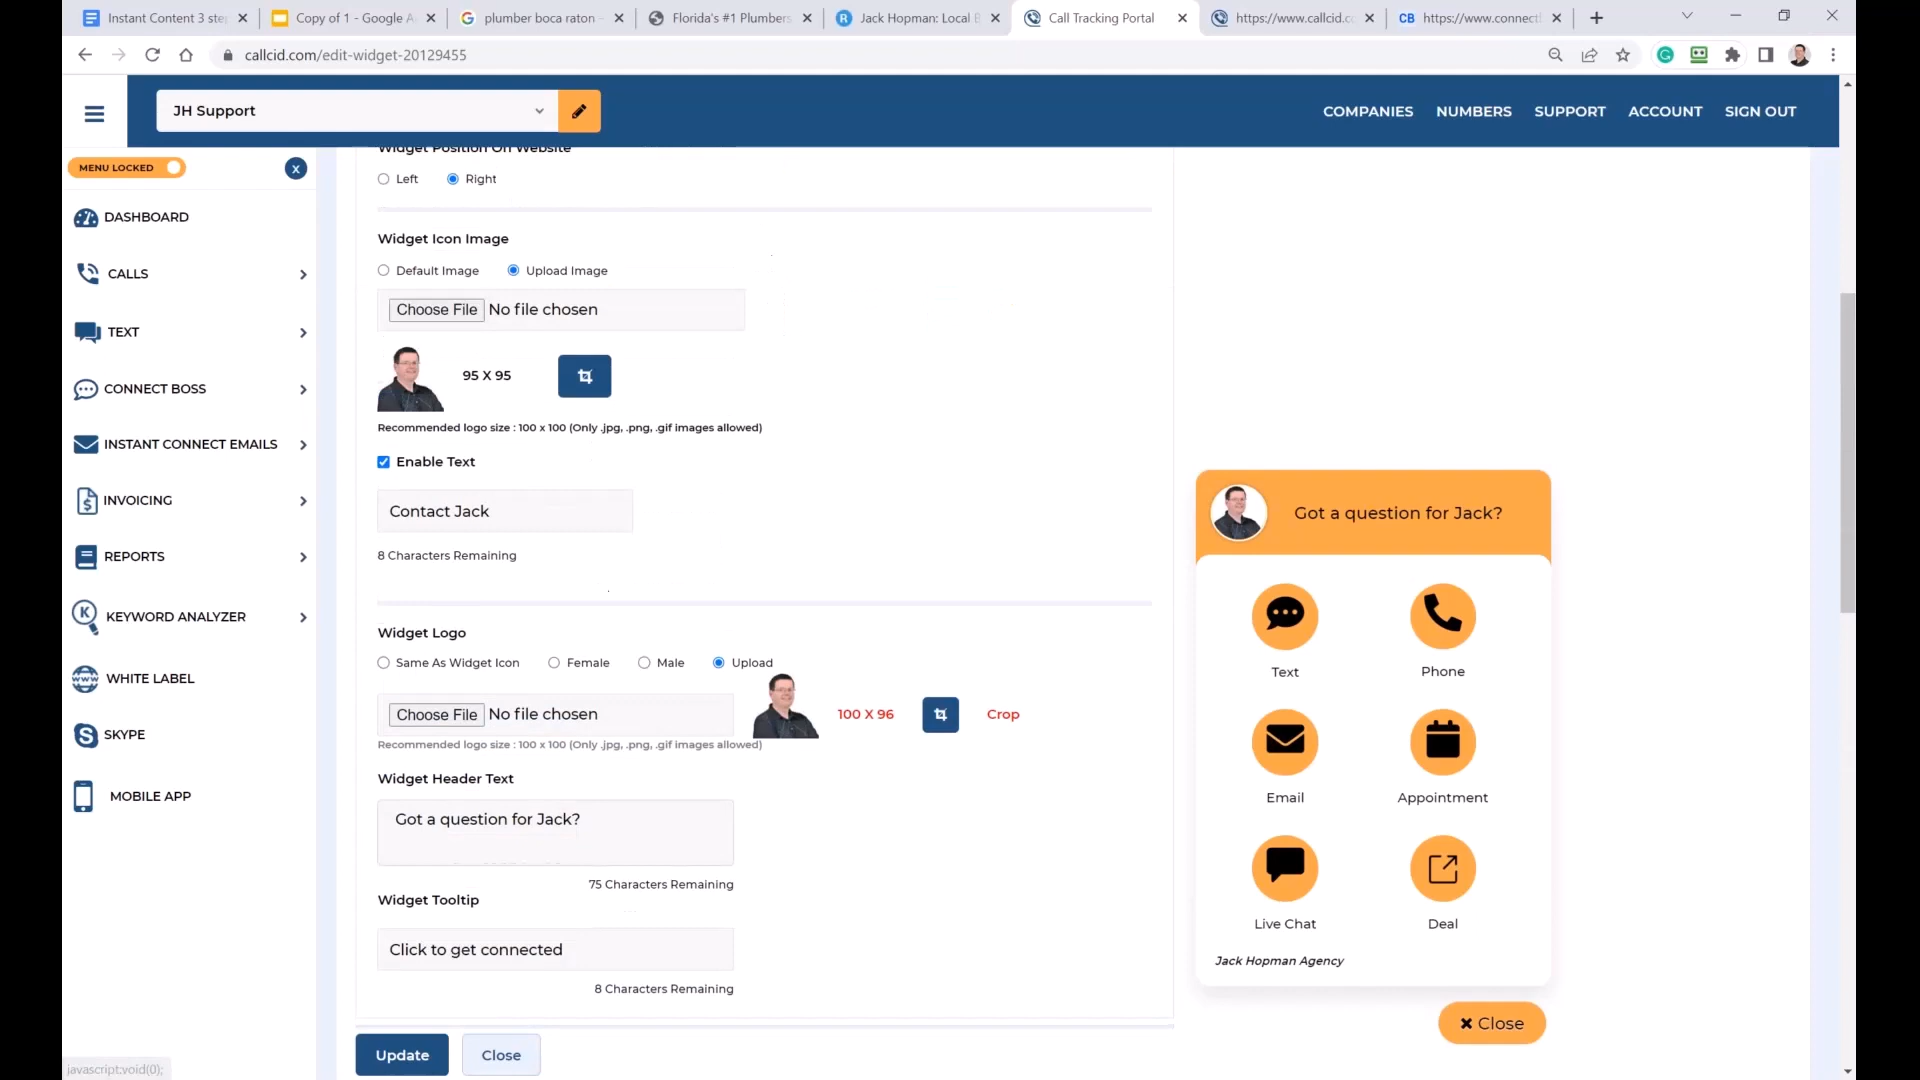 Instant Content 3 ste
Copy of 1 - Google A
plumber boca raton -
Florida's #1 Plumbers
Jack Hopman: Local B
Call Tracking Portal
https://www.callcid.c
CB https://www.connectl
callcid.com/edit-widget-20129455
JH Support
COMPANIES NUMBERS SUPPORT ACCOUNT SIGN OUT
MENU LOCKED
x
DASHBOARD
CALLS
TEXT
CONNECT BOSS
INSTANT CONNECT EMAILS
INVOICING
REPORTS
KEYWORD ANALYZER
WHITE LABEL
SKYPE
MOBILE APP
Widget Position On Website
Left Right
Widget Icon Image
Default Image Upload Image
Choose File No file chosen
95 X 95
Recommended logo size : 100 x 100 (Only .jpg, .png, .gif images allowed)
Enable Text
Contact Jack
8 Characters Remaining
Widget Logo
Same As Widget Icon Female Male Upload
Choose File No file chosen
100 X 96 Crop
Recommended logo size : 100 x 100 (Only .jpg, .png, .gif images allowed)
Widget Header Text
Got a question for Jack?
75 Characters Remaining
Widget Tooltip
Click to get connected
8 Characters Remaining
Update Close
Got a question for Jack?
Text Phone
Email Appointment
Live Chat Deal
Jack Hopman Agency
Close
javascript:void(0);